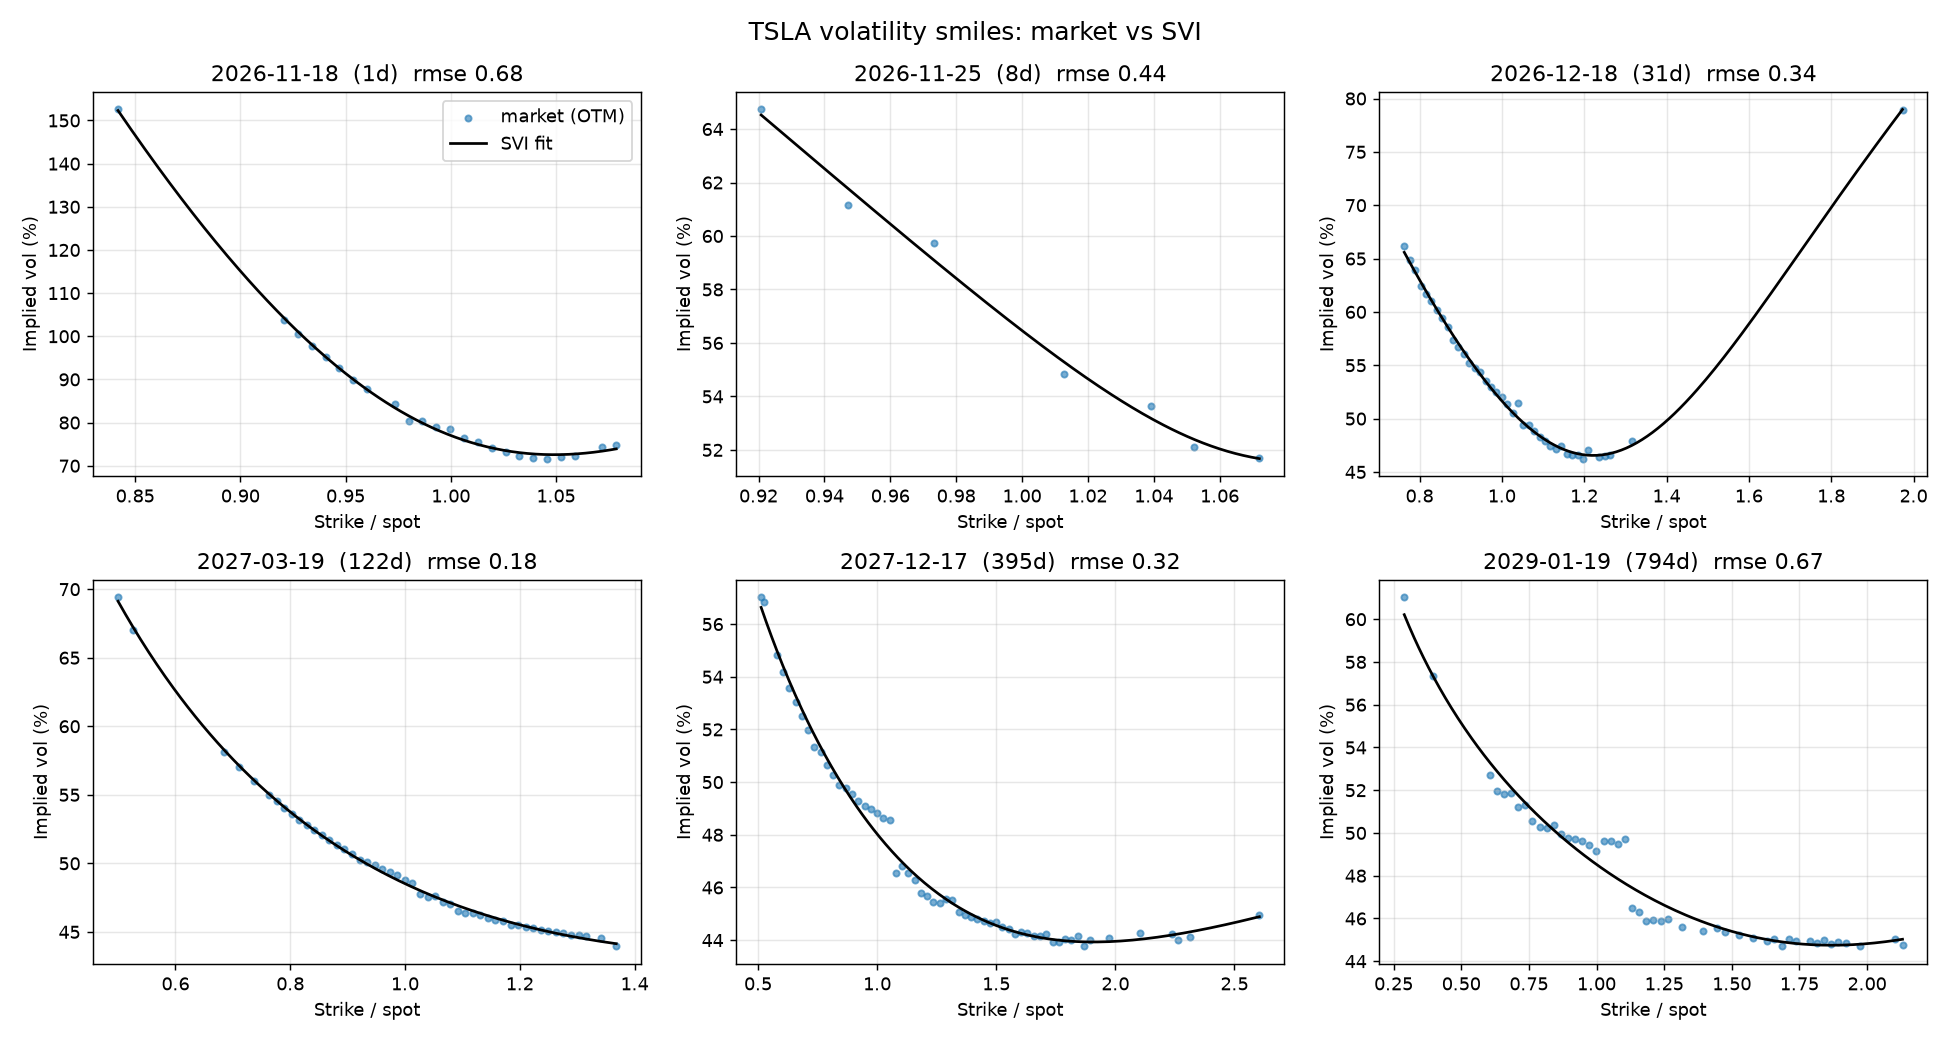 TSLA volatility smiles: market vs SVI
2026-11-18 (1d) rmse 0.68
Implied vol (%)
150
140
130
120
110
100
90
80
70
market (OTM)
SVI fit
0.85 0.90 0.95 1.00 1.05
Strike / spot
2026-11-25 (8d) rmse 0.44
Implied vol (%)
64
62
60
58
56
54
52
0.92 0.94 0.96 0.98 1.00 1.02 1.04 1.06
Strike / spot
2026-12-18 (31d) rmse 0.34
Implied vol (%)
80
75
70
65
60
55
50
45
0.8 1.0 1.2 1.4 1.6 1.8 2.0
Strike / spot
2027-03-19 (122d) rmse 0.18
Implied vol (%)
70
65
60
55
50
45
0.6 0.8 1.0 1.2 1.4
Strike / spot
2027-12-17 (395d) rmse 0.32
Implied vol (%)
56
54
52
50
48
46
44
0.5 1.0 1.5 2.0 2.5
Strike / spot
2029-01-19 (794d) rmse 0.67
Implied vol (%)
60
58
56
54
52
50
48
46
44
0.25 0.50 0.75 1.00 1.25 1.50 1.75 2.00
Strike / spot